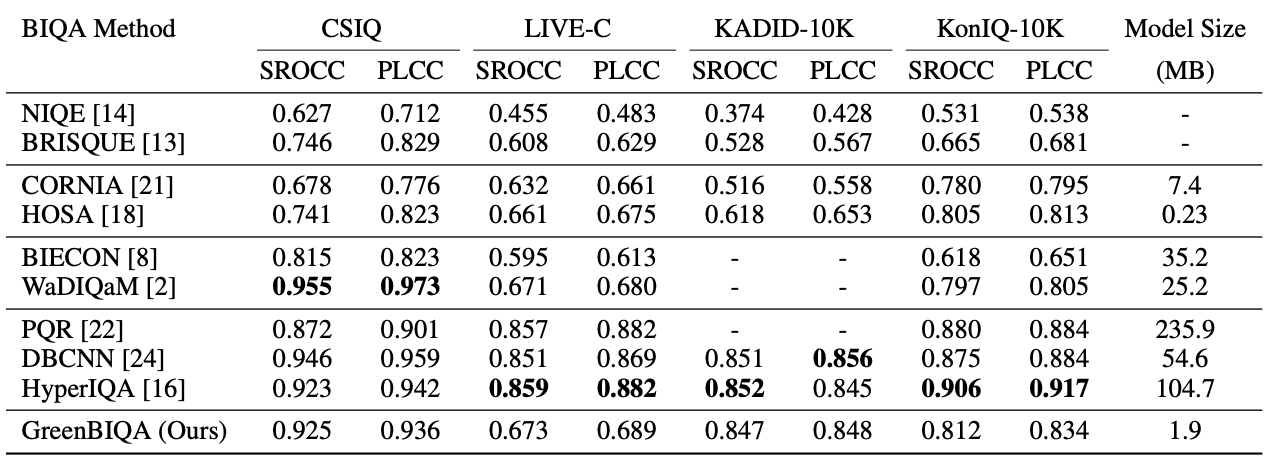 BIQA Method CSIQ LIVE-C KADID-10K KonIQ-10K Model Size
SROCC PLCC SROCC PLCC SROCC PLCC SROCC PLCC (MB)
NIQE [14] 0.627 0.712 0.455 0.483 0.374 0.428 0.531 0.538 -
BRISQUE [13] 0.746 0.829 0.608 0.629 0.528 0.567 0.665 0.681 -
CORNIA [21] 0.678 0.776 0.632 0.661 0.516 0.558 0.780 0.795 7.4
HOSA [18] 0.741 0.823 0.661 0.675 0.618 0.653 0.805 0.813 0.23
BIECON [8] 0.815 0.823 0.595 0.613 - - 0.618 0.651 35.2
WaDIQaM [2] 0.955 0.973 0.671 0.680 - - 0.797 0.805 25.2
PQR [22] 0.872 0.901 0.857 0.882 - - 0.880 0.884 235.9
DBCNN [24] 0.946 0.959 0.851 0.869 0.851 0.856 0.875 0.884 54.6
HyperIQA [16] 0.923 0.942 0.859 0.882 0.852 0.845 0.906 0.917 104.7
GreenBIQA (Ours) 0.925 0.936 0.673 0.689 0.847 0.848 0.812 0.834 1.9